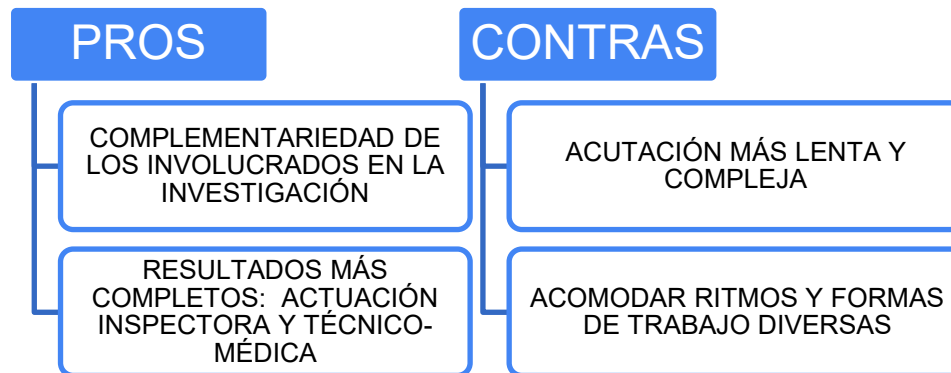 PROS
COMPLEMENTARIEDAD DE
LOS INVOLUCRADOS EN LA
INVESTIGACIÓN
RESULTADOS MÁS
COMPLETOS:  ACTUACIÓN
INSPECTORA Y TÉCNICO-
MÉDICA
CONTRAS
ACUTACIÓN MÁS LENTA Y
COMPLEJA
ACOMODAR RITMOS Y FORMAS
DE TRABAJO DIVERSAS